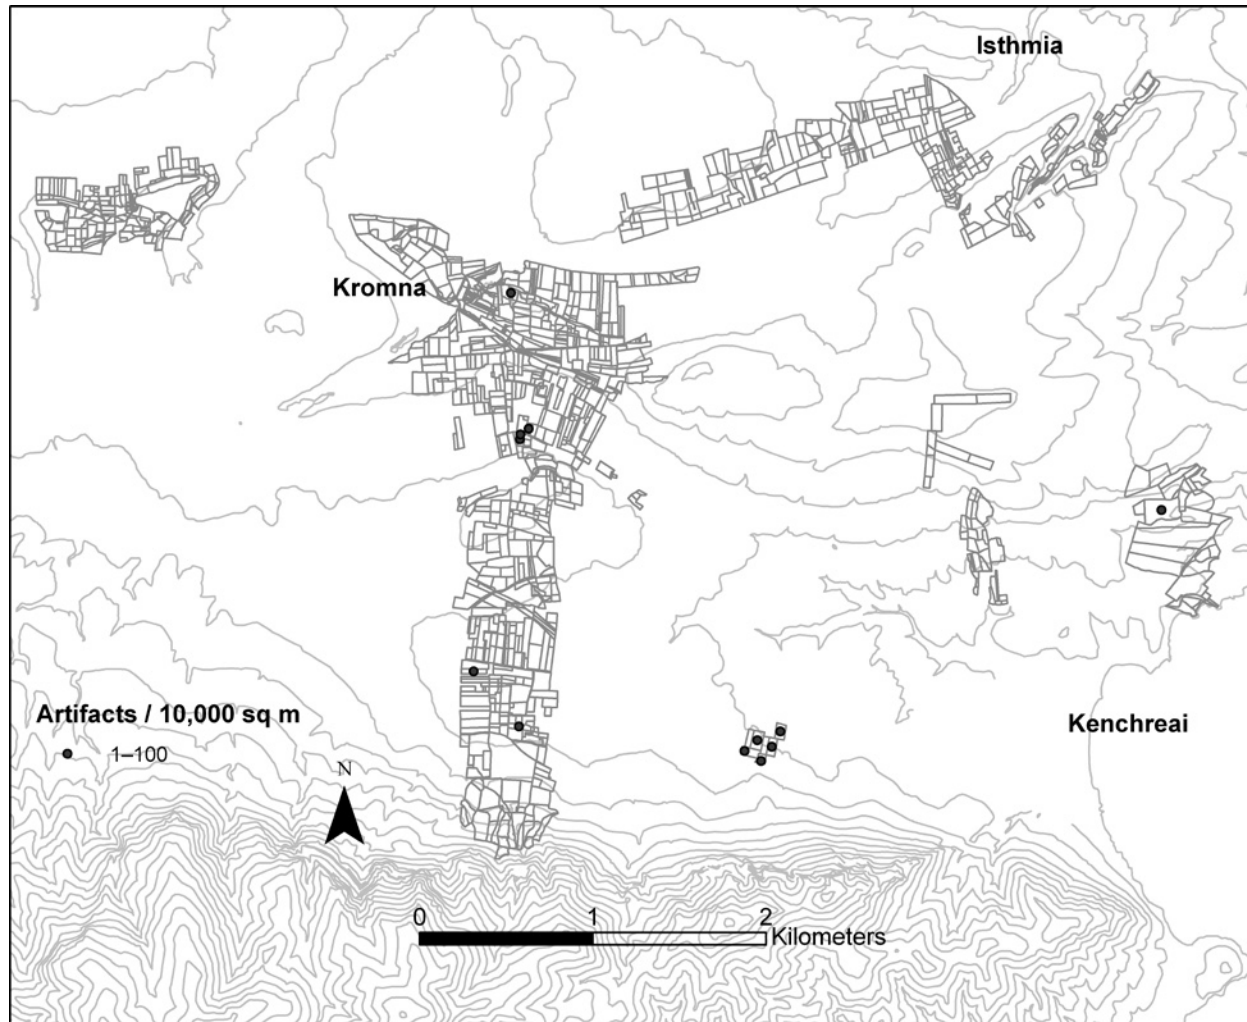 Isthmia
Kromna
Artifacts / 10,000 sq m
1–100
Kenchreai
N
0 1 2
Kilometers